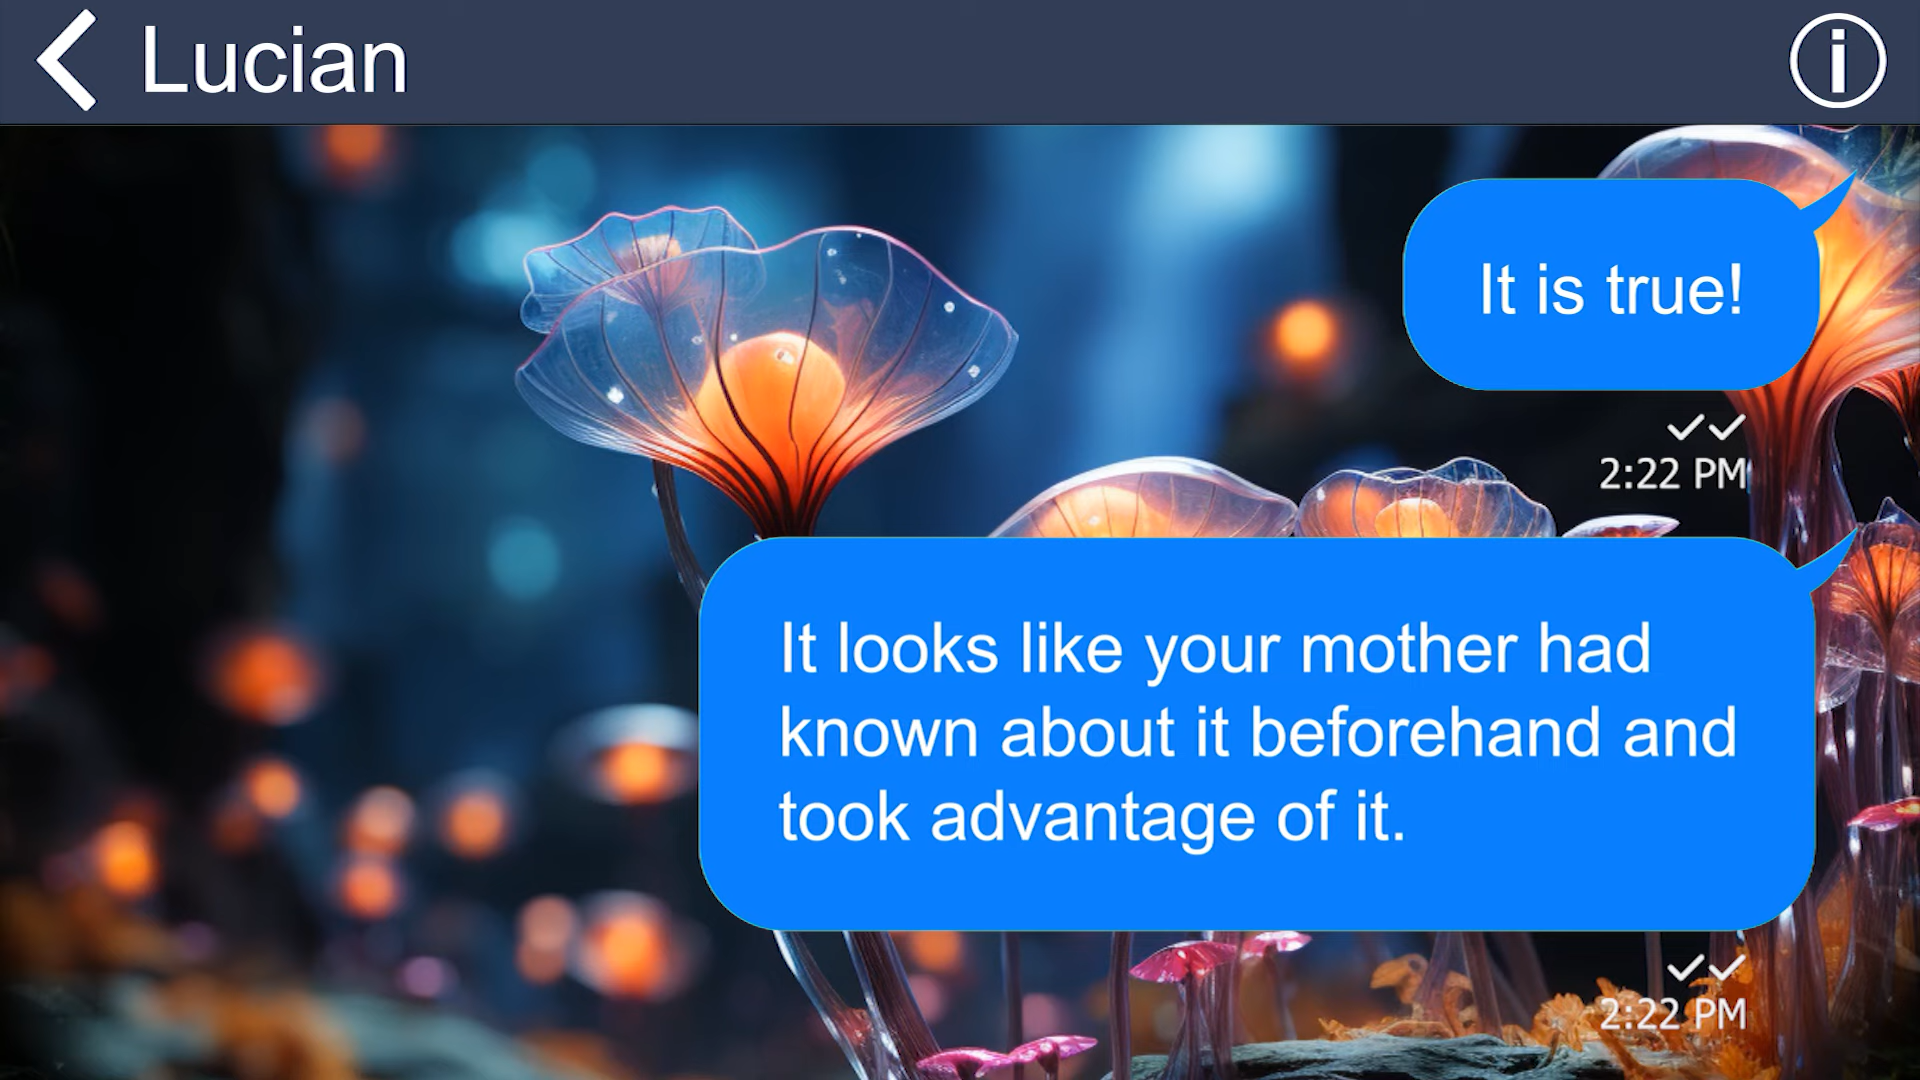 Lucian
It is true!
2:22 PM
It looks like your mother had
known about it beforehand and
took advantage of it.
2:22 PM